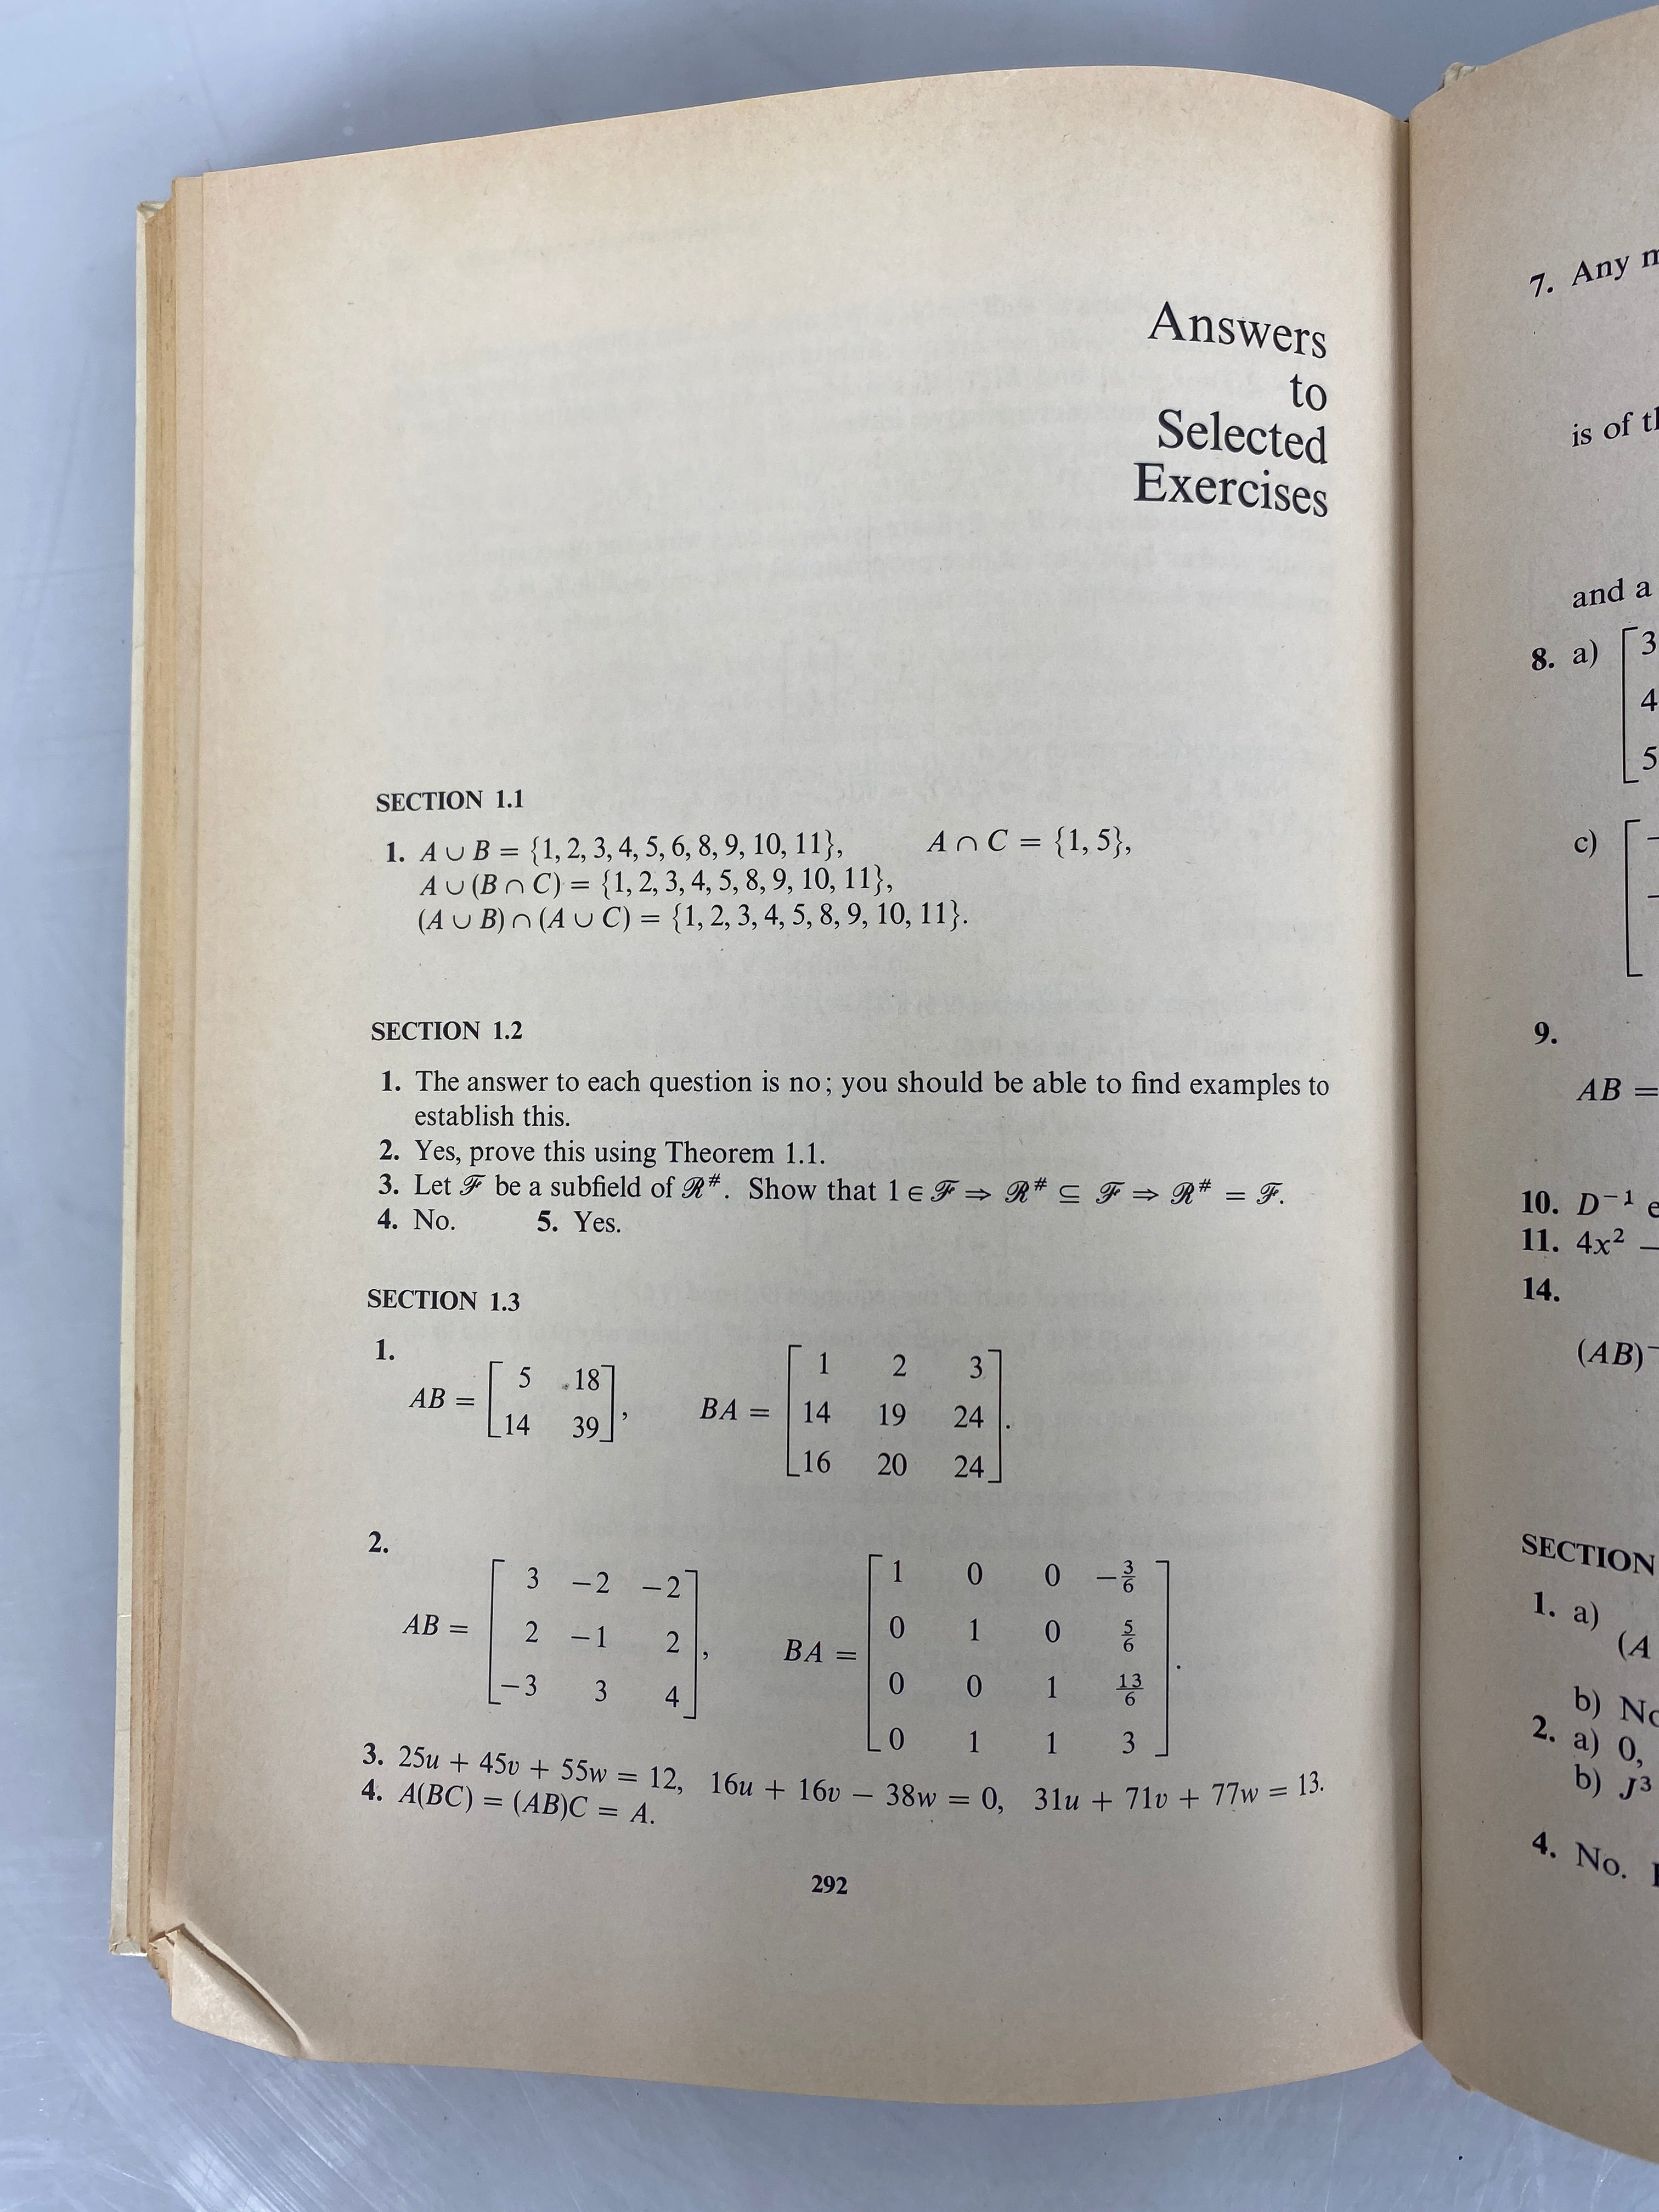 Answers
to
Selected
Exercises
SECTION 1.1
1. A ∪ B = {1, 2, 3, 4, 5, 6, 8, 9, 10, 11}, A ∩ C = {1, 5},
A ∪ (B ∩ C) = {1, 2, 3, 4, 5, 8, 9, 10, 11},
(A ∪ B) ∩ (A ∪ C) = {1, 2, 3, 4, 5, 8, 9, 10, 11}.
SECTION 1.2
1. The answer to each question is no; you should be able to find examples to
establish this.
2. Yes, prove this using Theorem 1.1.
3. Let ℱ be a subfield of ℛ#. Show that 1 ∈ ℱ ⇒ ℛ# ⊆ ℱ ⇒ ℛ# = ℱ.
4. No. 5. Yes.
SECTION 1.3
1.
AB = [5 18
14 39], BA = [1 2 3
14 19 24
16 20 24].
2.
AB = [3 −2 −2
2 −1 2
−3 3 4], BA = [1 0 0 −3/6
0 1 0 5/6
0 0 1 13/6
0 1 1 3].
3. 25u + 45v + 55w = 12, 16u + 16v − 38w = 0, 31u + 71v + 77w = 13.
4. A(BC) = (AB)C = A.
292
7. Any
is of
and a
8. a) [3
4
5
c) [−
−
9.
AB =
10. D⁻¹
11. 4x² −
14.
(AB)⁻
SECTION
1. a)
(A
b)
2. a) 0,
b) J³
4. No.